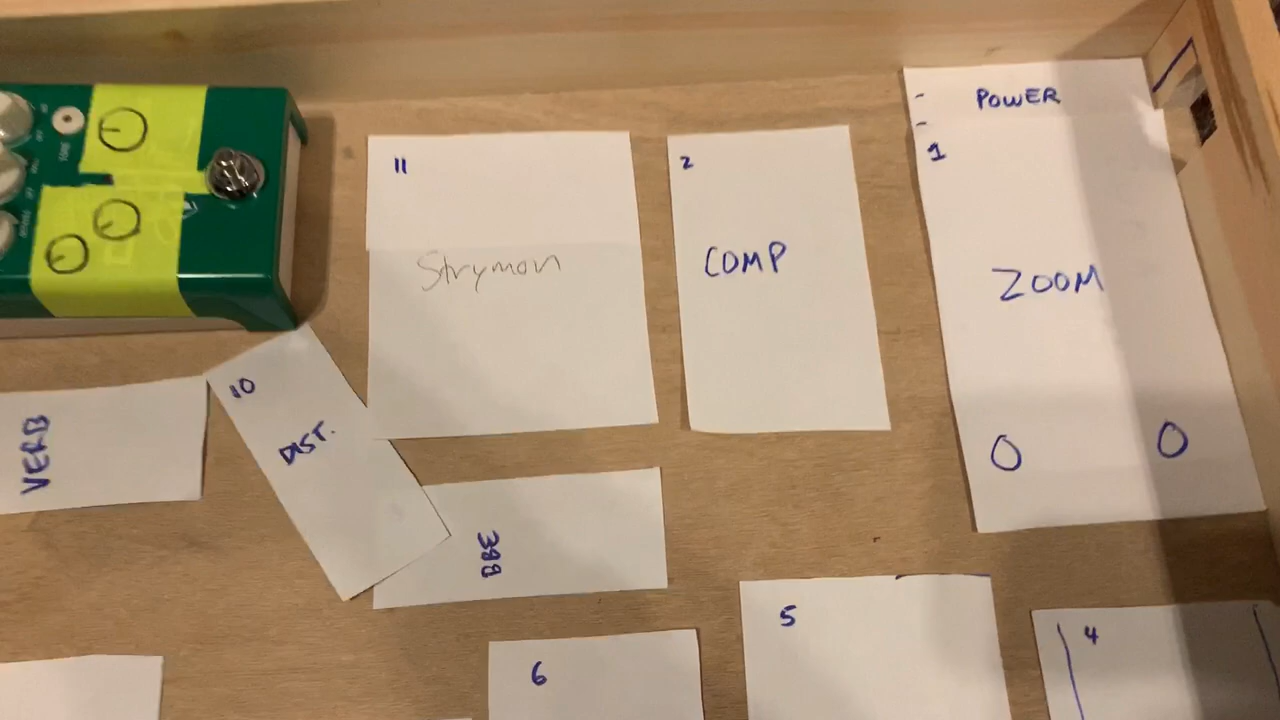 POWER
1
ZOOM
O O
2
COMP
11
Strymon
10
DIST.
VERB
BBE
6
5
4